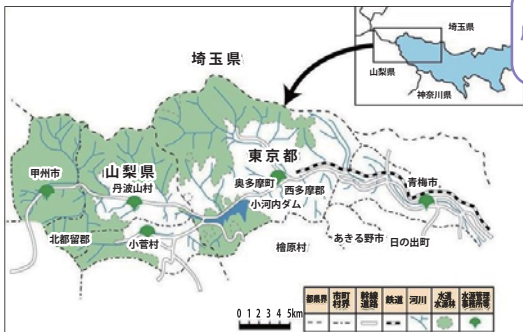 埼玉県
山梨県
神奈川県
埼玉県
東京都
山梨県
甲州市
丹波山村
奥多摩町
西多摩郡
青梅市
小河内ダム
北都留郡
小菅村
檜原村
あきる野市
日の出町
0 1 2 3 4 5km
都県界
市町村界
幹線道路
鉄道
河川
水道水源林
水源管理事務所等